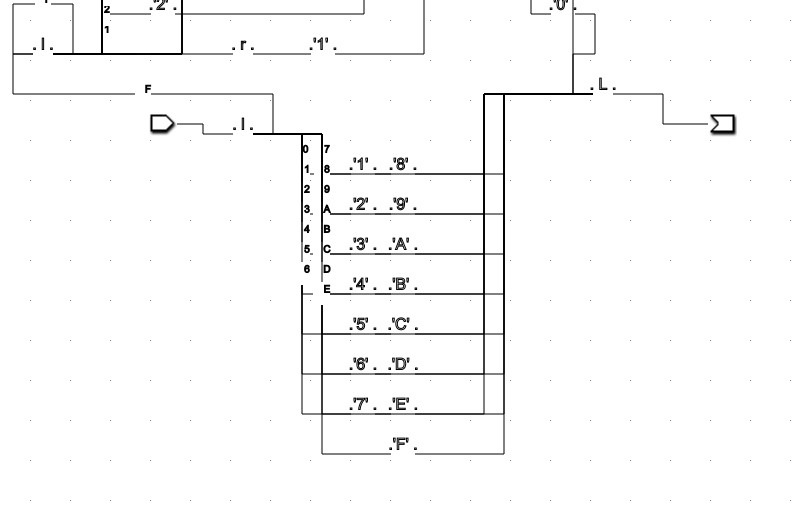 2 .'2'. .'0'.
1
.I. .r. .'1'.
F .L.
.I.
0 7
1 8 .'1'. .'8'.
2 9
3 A .'2'. .'9'.
4 B
5 C .'3'. .'A'.
6 D
E .'4'. .'B'.
.'5'. .'C'.
.'6'. .'D'.
.'7'. .'E'.
.'F'.